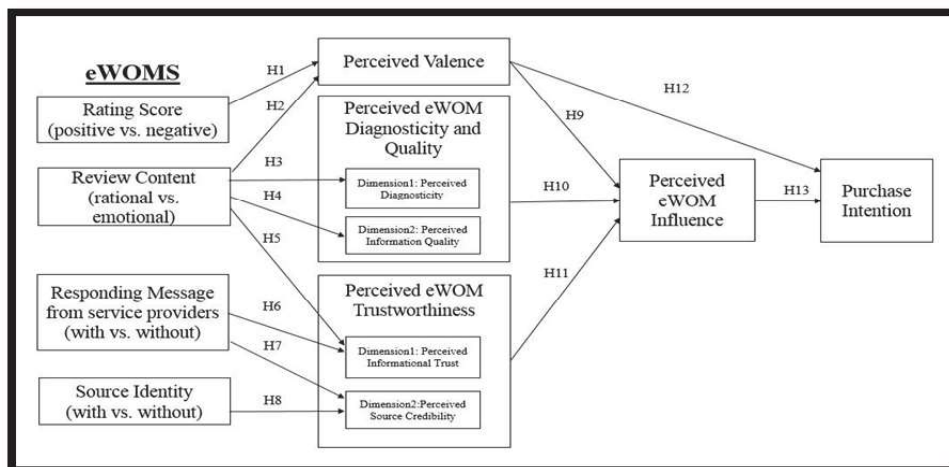 eWOMS
Rating Score
(positive vs. negative)
Review Content
(rational vs.
emotional)
Responding Message
from service providers
(with vs. without)
Source Identity
(with vs. without)
H1
H2
H3
H4
H5
H6
H7
H8
Perceived Valence
Perceived eWOM
Diagnosticity and
Quality
Dimension1: Perceived
Diagnosticity
Dimension2: Perceived
Information Quality
Perceived eWOM
Trustworthiness
Dimension1: Perceived
Informational Trust
Dimension2:Perceived
Source Credibility
H12
H9
H10
H11
Perceived
eWOM
Influence
H13
Purchase
Intention